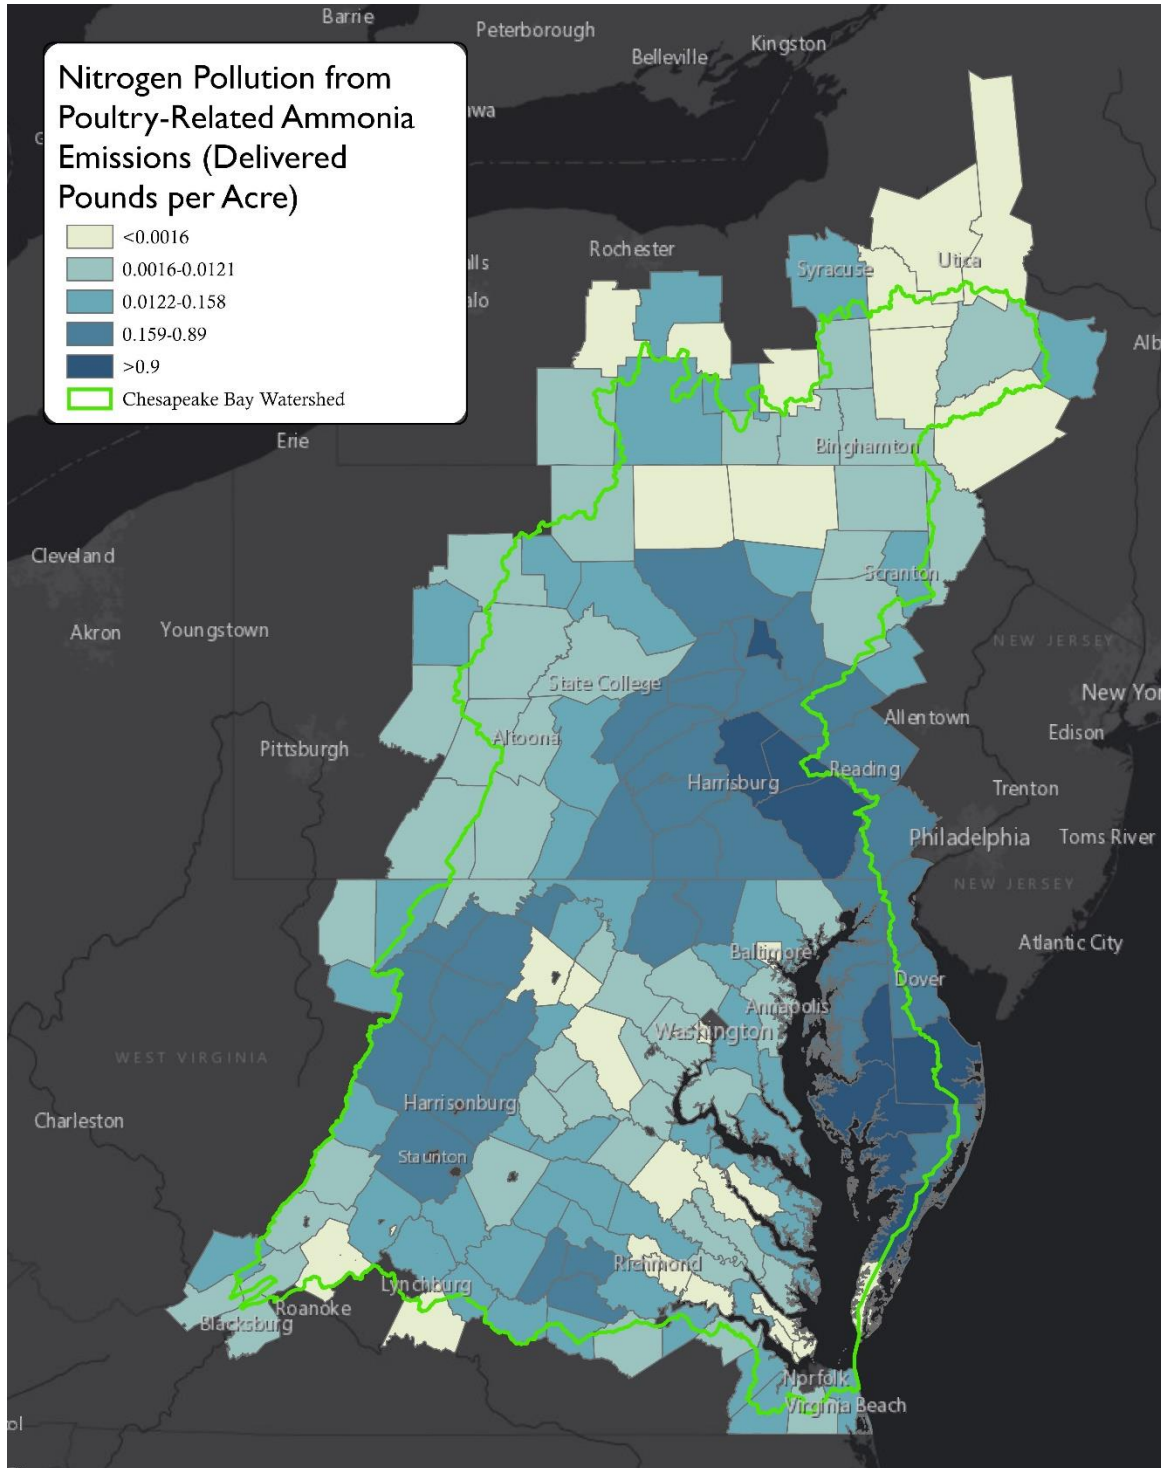 Barrie
Peterborough
Kingston
Belleville
Nitrogen Pollution from
Poultry-Related Ammonia
Emissions (Delivered
Pounds per Acre)
<0.0016
0.0016-0.0121
0.0122-0.158
0.159-0.89
>0.9
Chesapeake Bay Watershed
Rochester
Syracuse
Utica
Erie
Binghamton
Cleveland
Scranton
Akron
Youngstown
NEW JERSEY
State College
Allentown
Edison
Altoona
Pittsburgh
Harrisburg
Reading
Trenton
Philadelphia
Toms River
NEW JERSEY
Baltimore
Atlantic City
Dover
Annapolis
Washington
WEST VIRGINIA
Harrisonburg
Charleston
Staunton
Richmond
Lynchburg
Roanoke
Blacksburg
Norfolk
Virginia Beach